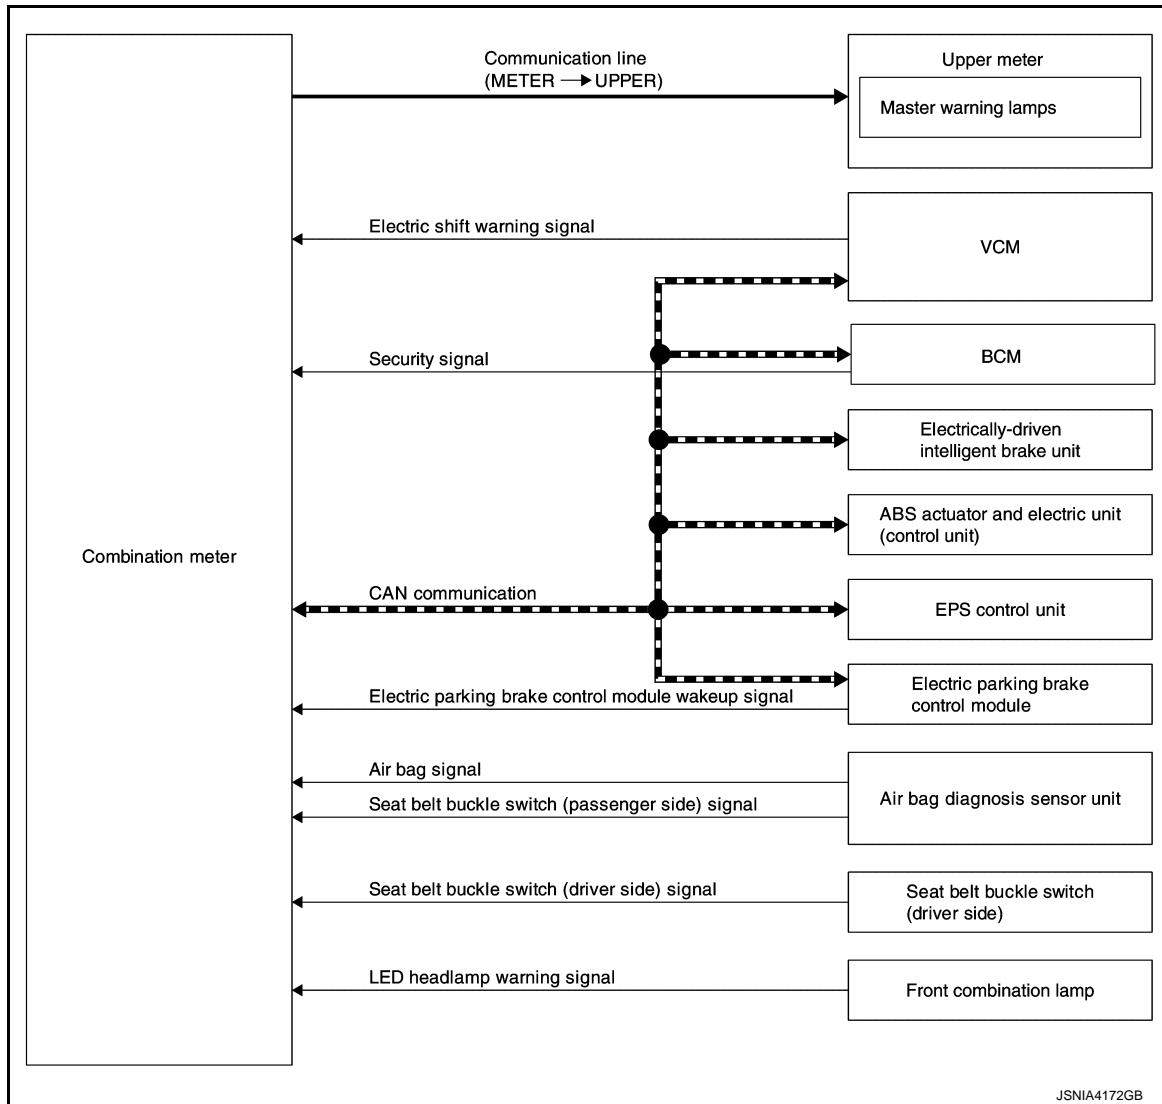 Communication line
(METER → UPPER)
Upper meter
Master warning lamps
Electric shift warning signal
VCM
Security signal
BCM
Electrically-driven
intelligent brake unit
ABS actuator and electric unit
(control unit)
Combination meter
CAN communication
EPS control unit
Electric parking brake
control module
Electric parking brake control module wakeup signal
Air bag signal
Seat belt buckle switch (passenger side) signal
Air bag diagnosis sensor unit
Seat belt buckle switch (driver side) signal
Seat belt buckle switch
(driver side)
LED headlamp warning signal
Front combination lamp
JSNIA4172GB